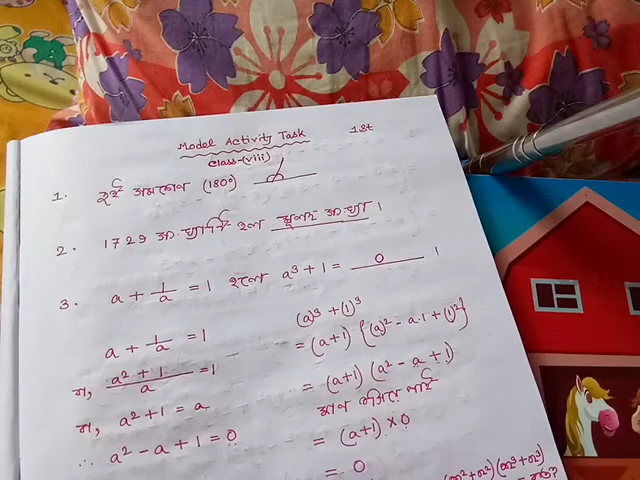 Model Activity Task 1st
Class-(viii)
1. দুই সমকোণ (180°)
2. 1729 সংখ্যাটি হল
3. a + 1/a = 1 হলে a³ + 1 = 0 ।
a + 1/a = 1
বা, (a² + 1)/a = 1
বা, a² + 1 = a
∴ a² - a + 1 = 0
(a)³ + (1)³
= (a+1) {(a)² - a.1 + (1)²}
= (a+1) (a² - a + 1)
মান বসিয়ে পাই
= (a+1) × 0
= 0